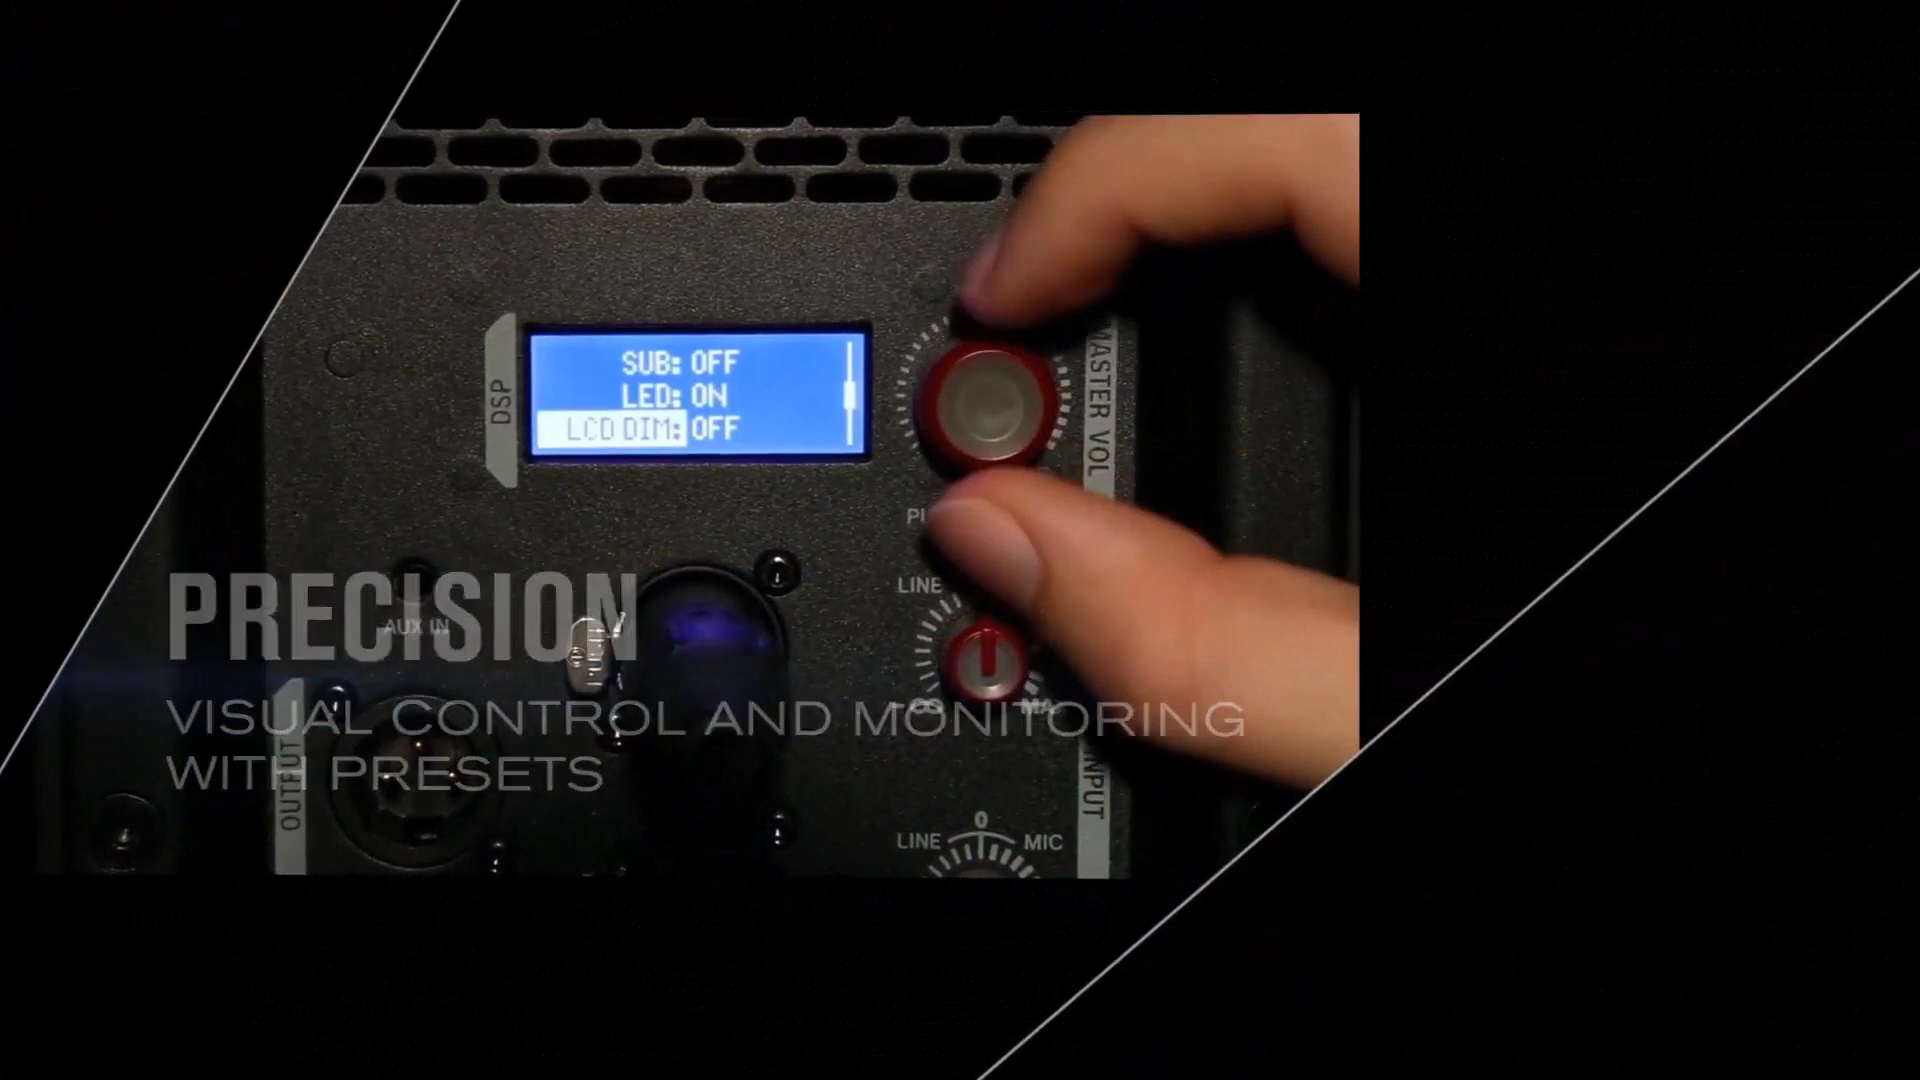 SUB: OFF
LED: ON
LCD DIM: OFF
DSP
MASTER VOL
LINE
PRECISION
AUX IN
VISUAL CONTROL AND MONITORING
WITH PRESETS
OUTPUT
INPUT
0
LINE
MIC